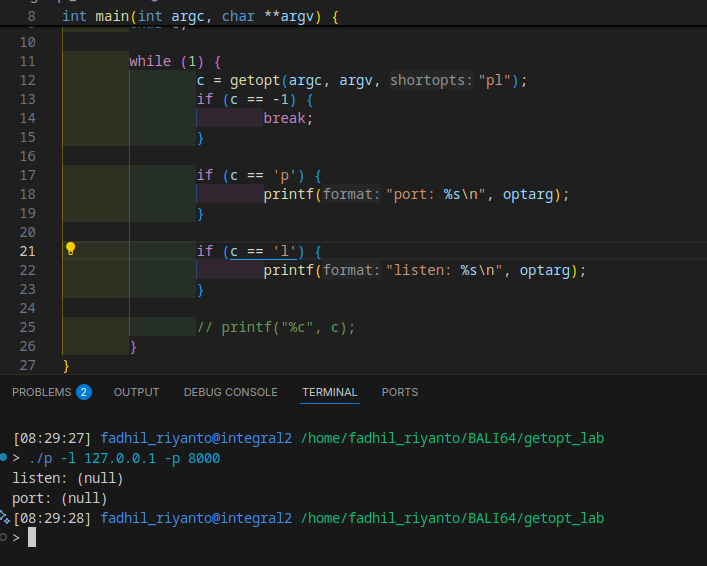 8 int main(int argc, char **argv) {
10
11 while (1) {
12 c = getopt(argc, argv, shortopts: "pl");
13 if (c == -1) {
14 break;
15 }
16
17 if (c == 'p') {
18 printf(format: "port: %s\n", optarg);
19 }
20
21 if (c == 'l') {
22 printf(format: "listen: %s\n", optarg);
23 }
24
25 // printf("%c", c);
26 }
27 }
PROBLEMS 2 OUTPUT DEBUG CONSOLE TERMINAL PORTS
[08:29:27] fadhil_riyanto@integral2 /home/fadhil_riyanto/BALI64/getopt_lab
> ./p -l 127.0.0.1 -p 8000
listen: (null)
port: (null)
[08:29:28] fadhil_riyanto@integral2 /home/fadhil_riyanto/BALI64/getopt_lab
>